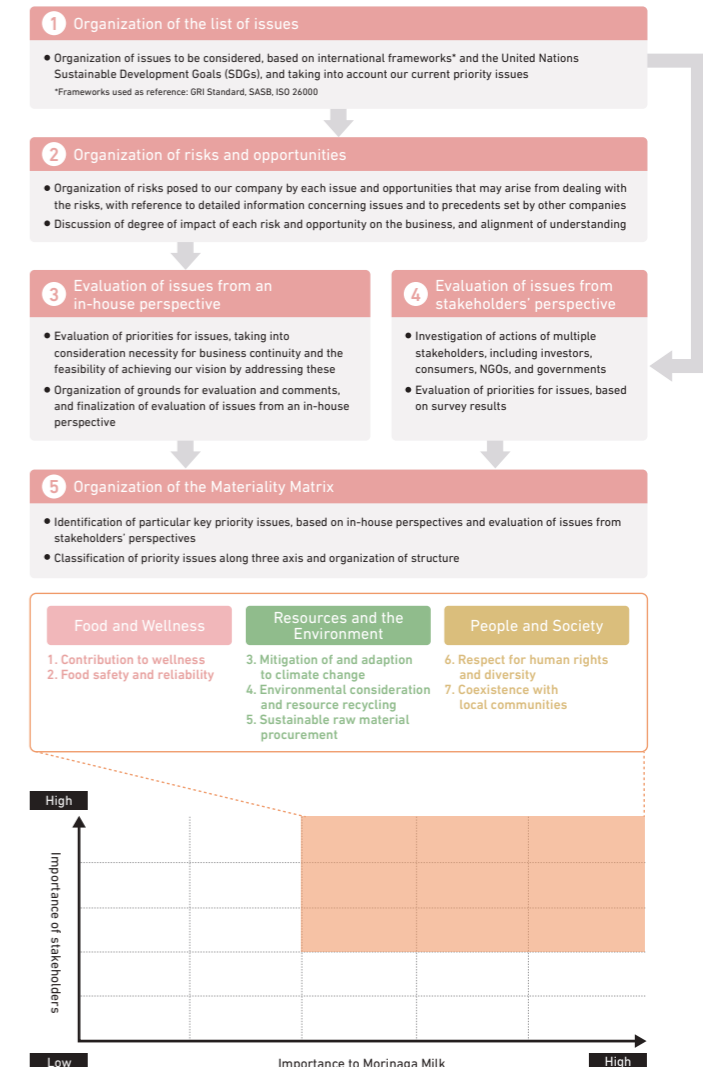 1 Organization of the list of issues
● Organization of issues to be considered, based on international frameworks* and the United Nations
Sustainable Development Goals (SDGs), and taking into account our current priority issues
*Frameworks used as reference: GRI Standard, SASB, ISO 26000
2 Organization of risks and opportunities
● Organization of risks posed to our company by each issue and opportunities that may arise from dealing with
the risks, with reference to detailed information concerning issues and to precedents set by other companies
● Discussion of degree of impact of each risk and opportunity on the business, and alignment of understanding
3 Evaluation of issues from an
in-house perspective
● Evaluation of priorities for issues, taking into
consideration necessity for business continuity and the
feasibility of achieving our vision by addressing these
● Organization of grounds for evaluation and comments,
and finalization of evaluation of issues from an in-house
perspective
4 Evaluation of issues from
stakeholders' perspective
● Investigation of actions of multiple
stakeholders, including investors,
consumers, NGOs, and governments
● Evaluation of priorities for issues, based
on survey results
5 Organization of the Materiality Matrix
● Identification of particular key priority issues, based on in-house perspectives and evaluation of issues from
stakeholders' perspectives
● Classification of priority issues along three axis and organization of structure
Food and Wellness
1. Contribution to wellness
2. Food safety and reliability
Resources and the
Environment
3. Mitigation of and adaption
to climate change
4. Environmental consideration
and resource recycling
5. Sustainable raw material
procurement
People and Society
6. Respect for human rights
and diversity
7. Coexistence with
local communities
High
Importance of stakeholders
Low
Importance to Morinaga Milk
High